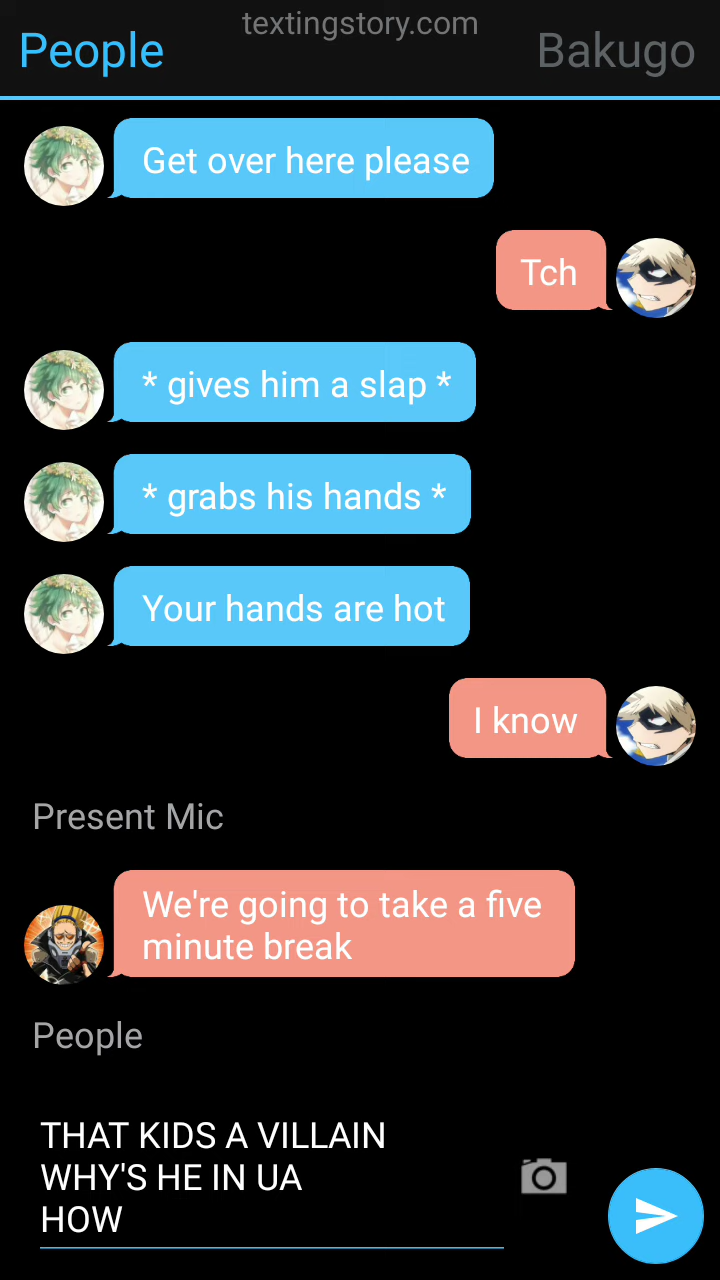 textingstory.com
People
Bakugo
Get over here please
Tch
* gives him a slap *
* grabs his hands *
Your hands are hot
I know
Present Mic
We're going to take a five
minute break
People
THAT KIDS A VILLAIN
WHY'S HE IN UA
HOW